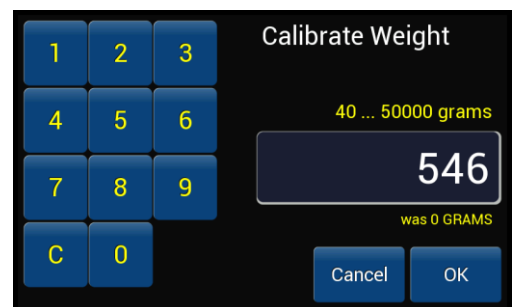 Calibrate Weight
1 2 3
40 ... 50000 grams
4 5 6
546
7 8 9
was 0 GRAMS
C 0
Cancel OK